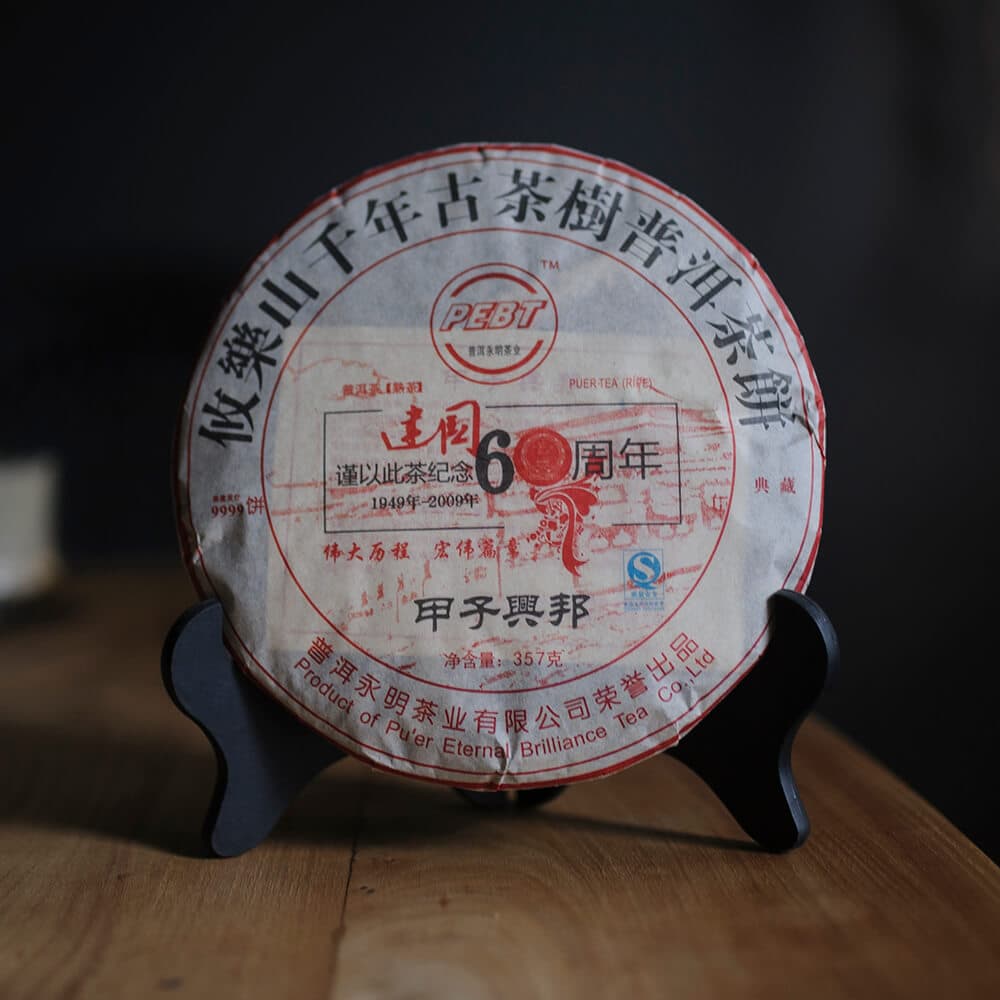 攸樂山千年古茶樹普洱茶餅
TM
PEBT
普洱永明茶业
普洱茶【熟茶】
PUER TEA (RIPE)
建国
谨以此茶纪念60周年
1949年-2009年
9999饼
典藏
伟大历程 宏伟篇章
甲子興邦
净含量：357克
普洱永明茶业有限公司荣誉出品
Product of Pu'er Eternal Brilliance Tea Co.,Ltd